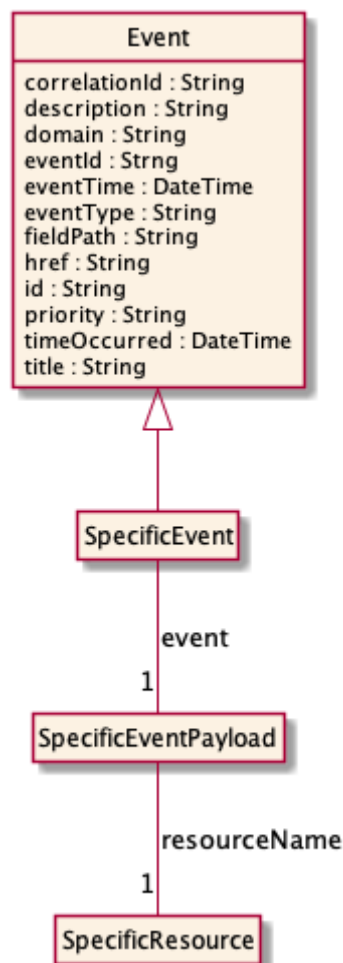 Event
correlationId : String
description : String
domain : String
eventId : Strng
eventTime : DateTime
eventType : String
fieldPath : String
href : String
id : String
priority : String
timeOccurred : DateTime
title : String
SpecificEvent
event
1
SpecificEventPayload
resourceName
1
SpecificResource